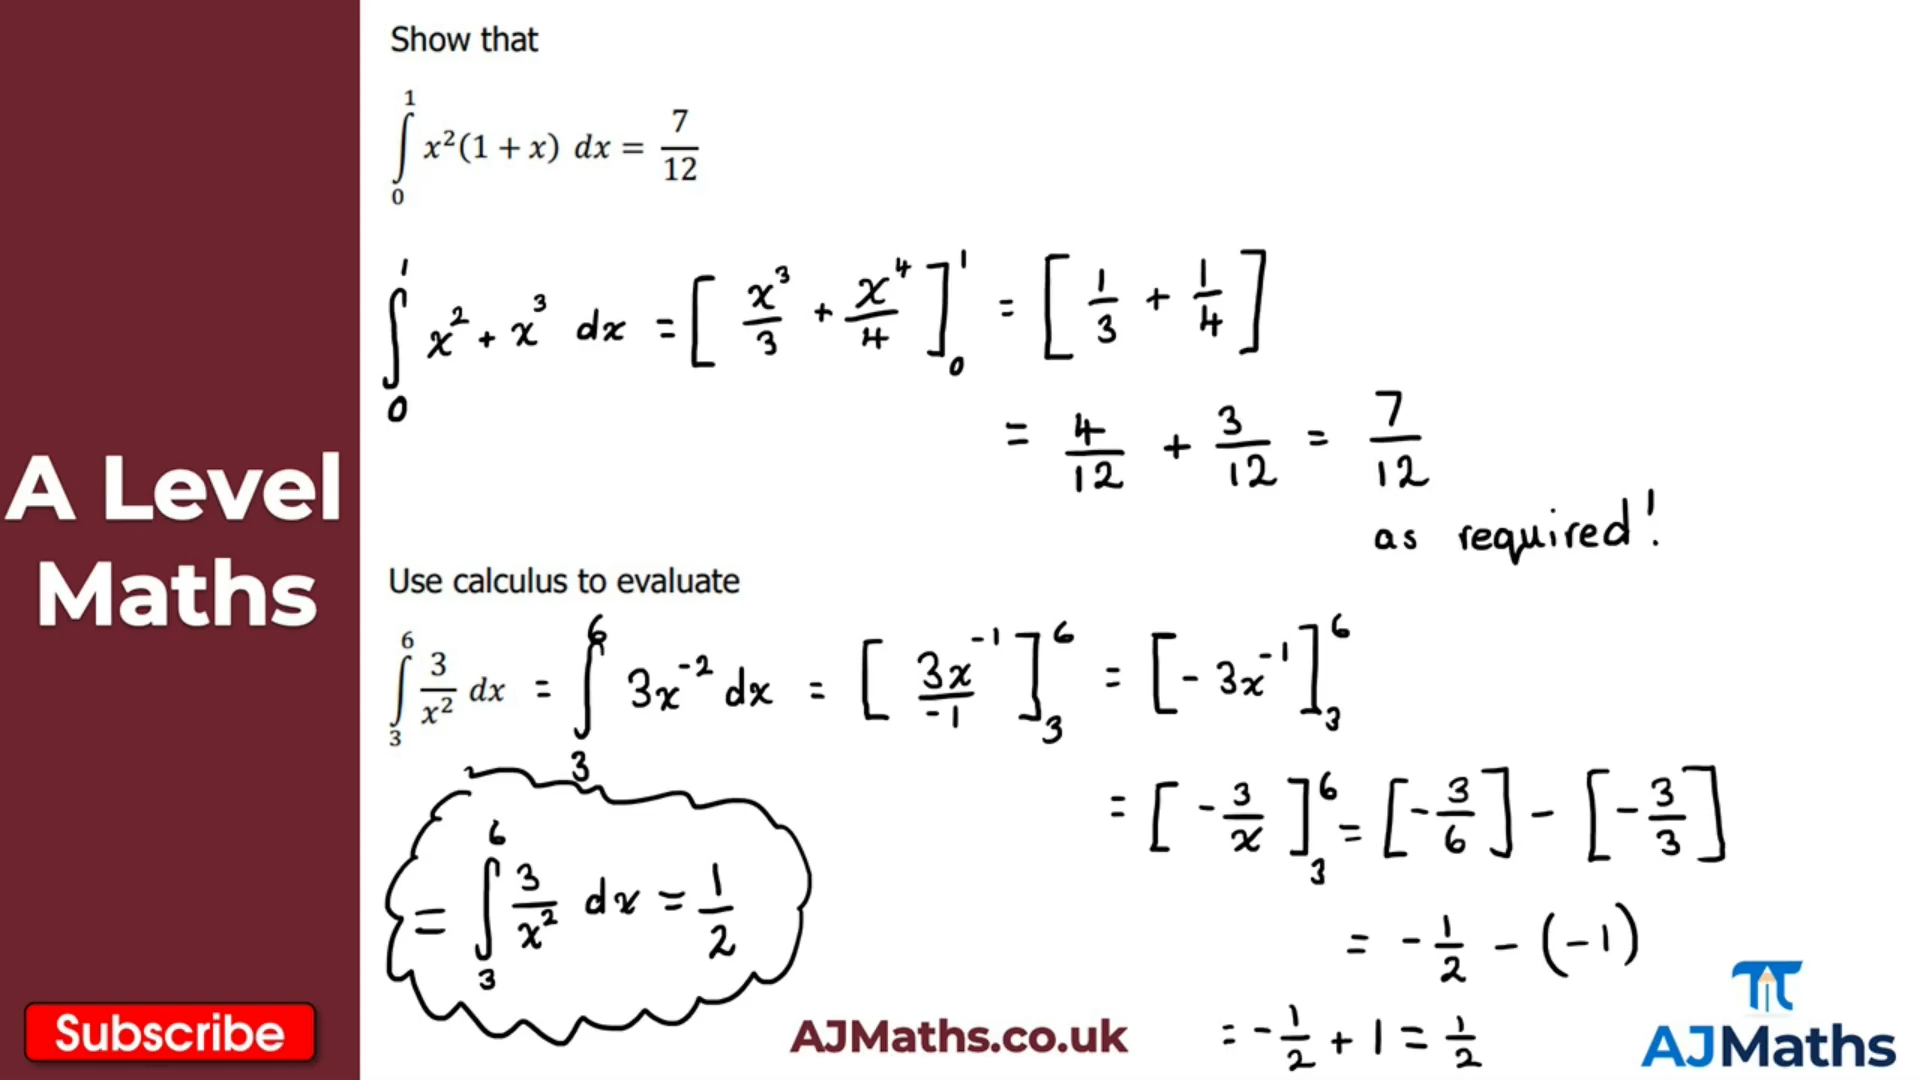 Show that
∫₀¹ x²(1 + x) dx = 7/12
∫₀¹ x² + x³ dx = [x³/3 + x⁴/4]₀¹ = [1/3 + 1/4]
= 4/12 + 3/12 = 7/12
as required!
A Level
Maths
Use calculus to evaluate
∫₃⁶ 3/x² dx = ∫₃⁶ 3x⁻² dx = [3x⁻¹/-1]₃⁶ = [-3x⁻¹]₃⁶
= [-3/x]₃⁶ = [-3/6] - [-3/3]
= ∫₃⁶ 3/x² dx = 1/2
= -1/2 - (-1)
= -1/2 + 1 = 1/2
Subscribe
AJMaths.co.uk
AJMaths